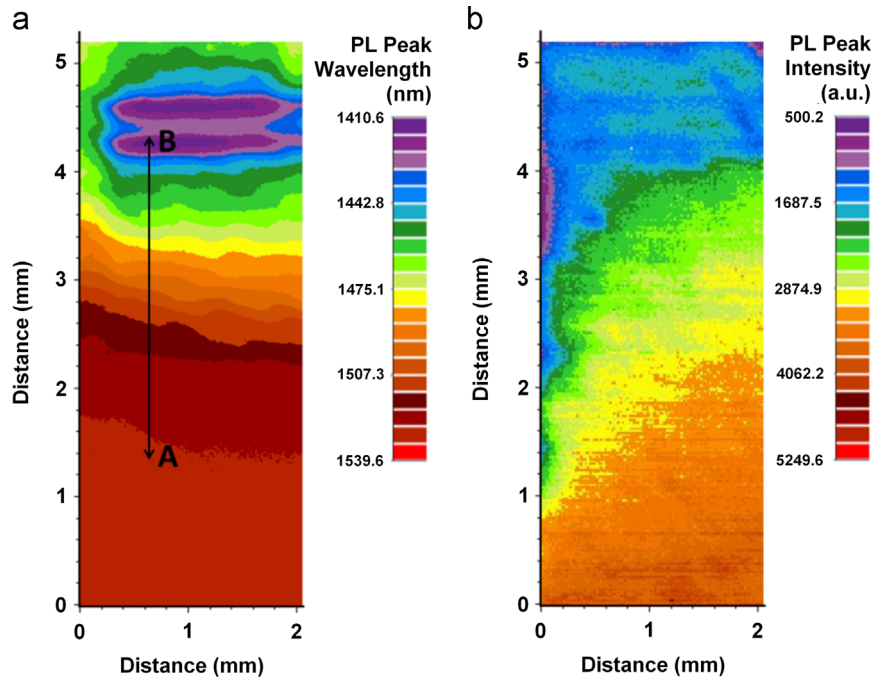 a
PL Peak
Wavelength
(nm)
1410.6
1442.8
1475.1
1507.3
1539.6
B
A
5
4
3
2
1
0
Distance (mm)
0 1 2
Distance (mm)
b
PL Peak
Intensity
(a.u.)
500.2
1687.5
2874.9
4062.2
5249.6
5
4
3
2
1
0
Distance (mm)
0 1 2
Distance (mm)